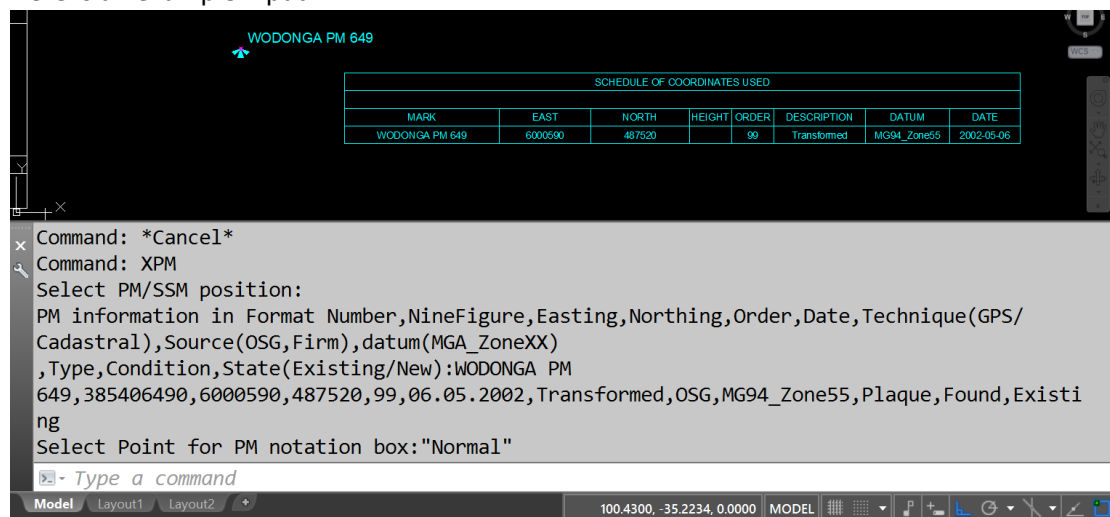 WODONGA PM 649
SCHEDULE OF COORDINATES USED
MARK EAST NORTH HEIGHT ORDER DESCRIPTION DATUM DATE
WODONGA PM 649 6000590 487520 99 Transformed MG94_Zone55 2002-05-06
W TOP E
S
WCS
Y
X
Command: *Cancel*
Command: XPM
Select PM/SSM position:
PM information in Format Number,NineFigure,Easting,Northing,Order,Date,Technique(GPS/
Cadastral),Source(OSG,Firm),datum(MGA_ZoneXX)
,Type,Condition,State(Existing/New):WODONGA PM
649,385406490,6000590,487520,99,06.05.2002,Transformed,OSG,MG94_Zone55,Plaque,Found,Existi
ng
Select Point for PM notation box:"Normal"
Type a command
Model Layout1 Layout2 + 100.4300, -35.2234, 0.0000 MODEL